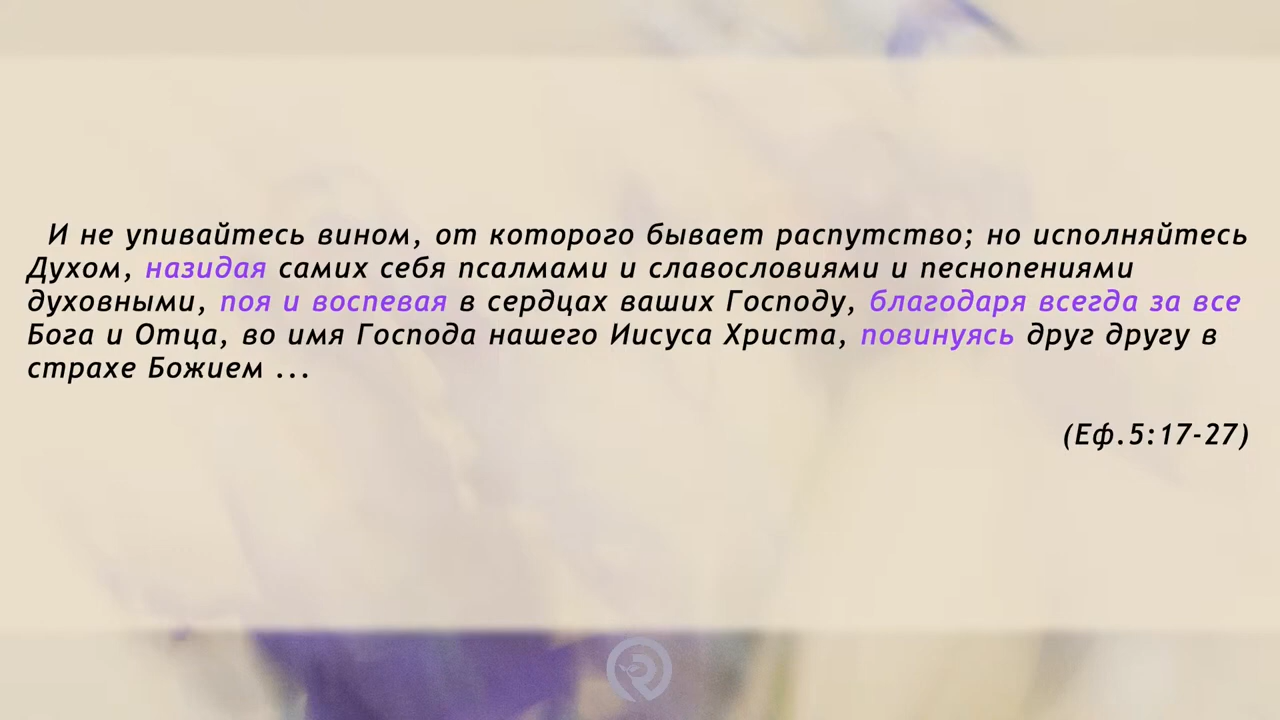 И не упивайтесь вином, от которого бывает распутство; но исполняйтесь
Духом, назидая самих себя псалмами и славословиями и песнопениями
духовными, поя и воспевая в сердцах ваших Господу, благодаря всегда за все
Бога и Отца, во имя Господа нашего Иисуса Христа, повинуясь друг другу в
страхе Божием ...
(Еф.5:17-27)